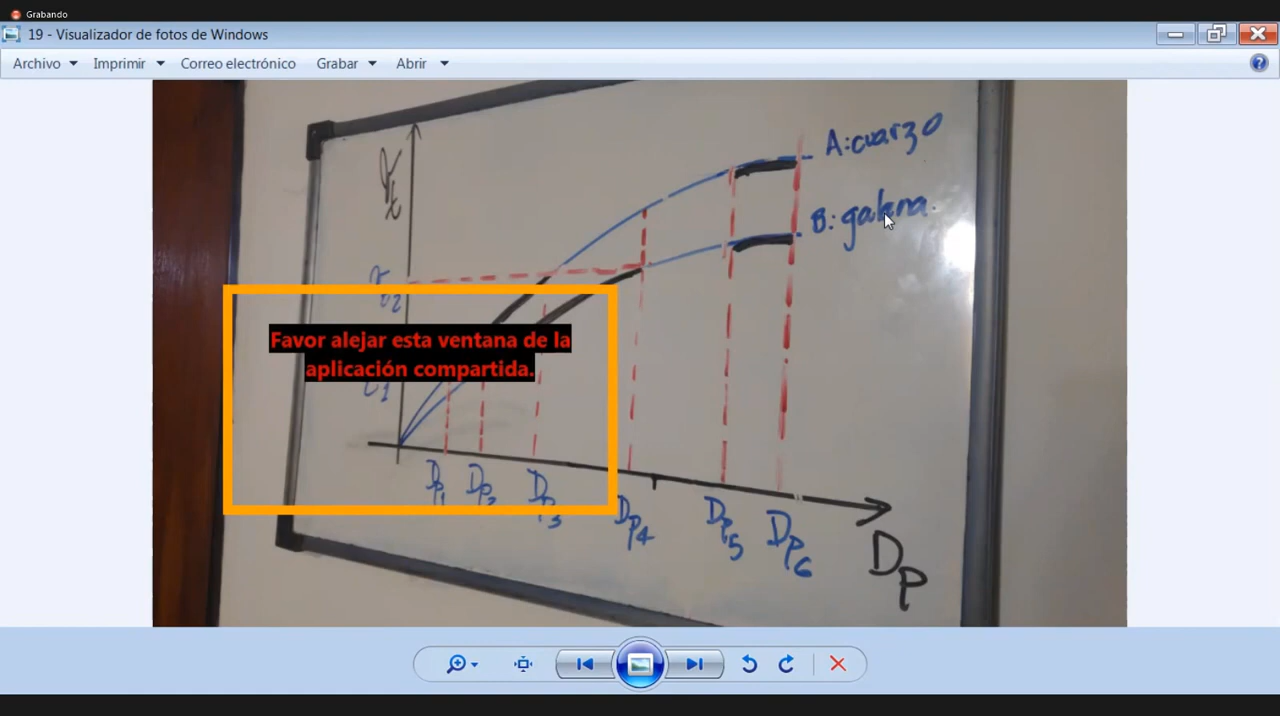 Grabando
19 - Visualizador de fotos de Windows
Archivo Imprimir Correo electrónico Grabar Abrir
A: cuarzo
B: galena
Favor alejar esta ventana de la
aplicación compartida.
Dp1 Dp2 Dp3 Dp4 Dp5 Dp6
Dp